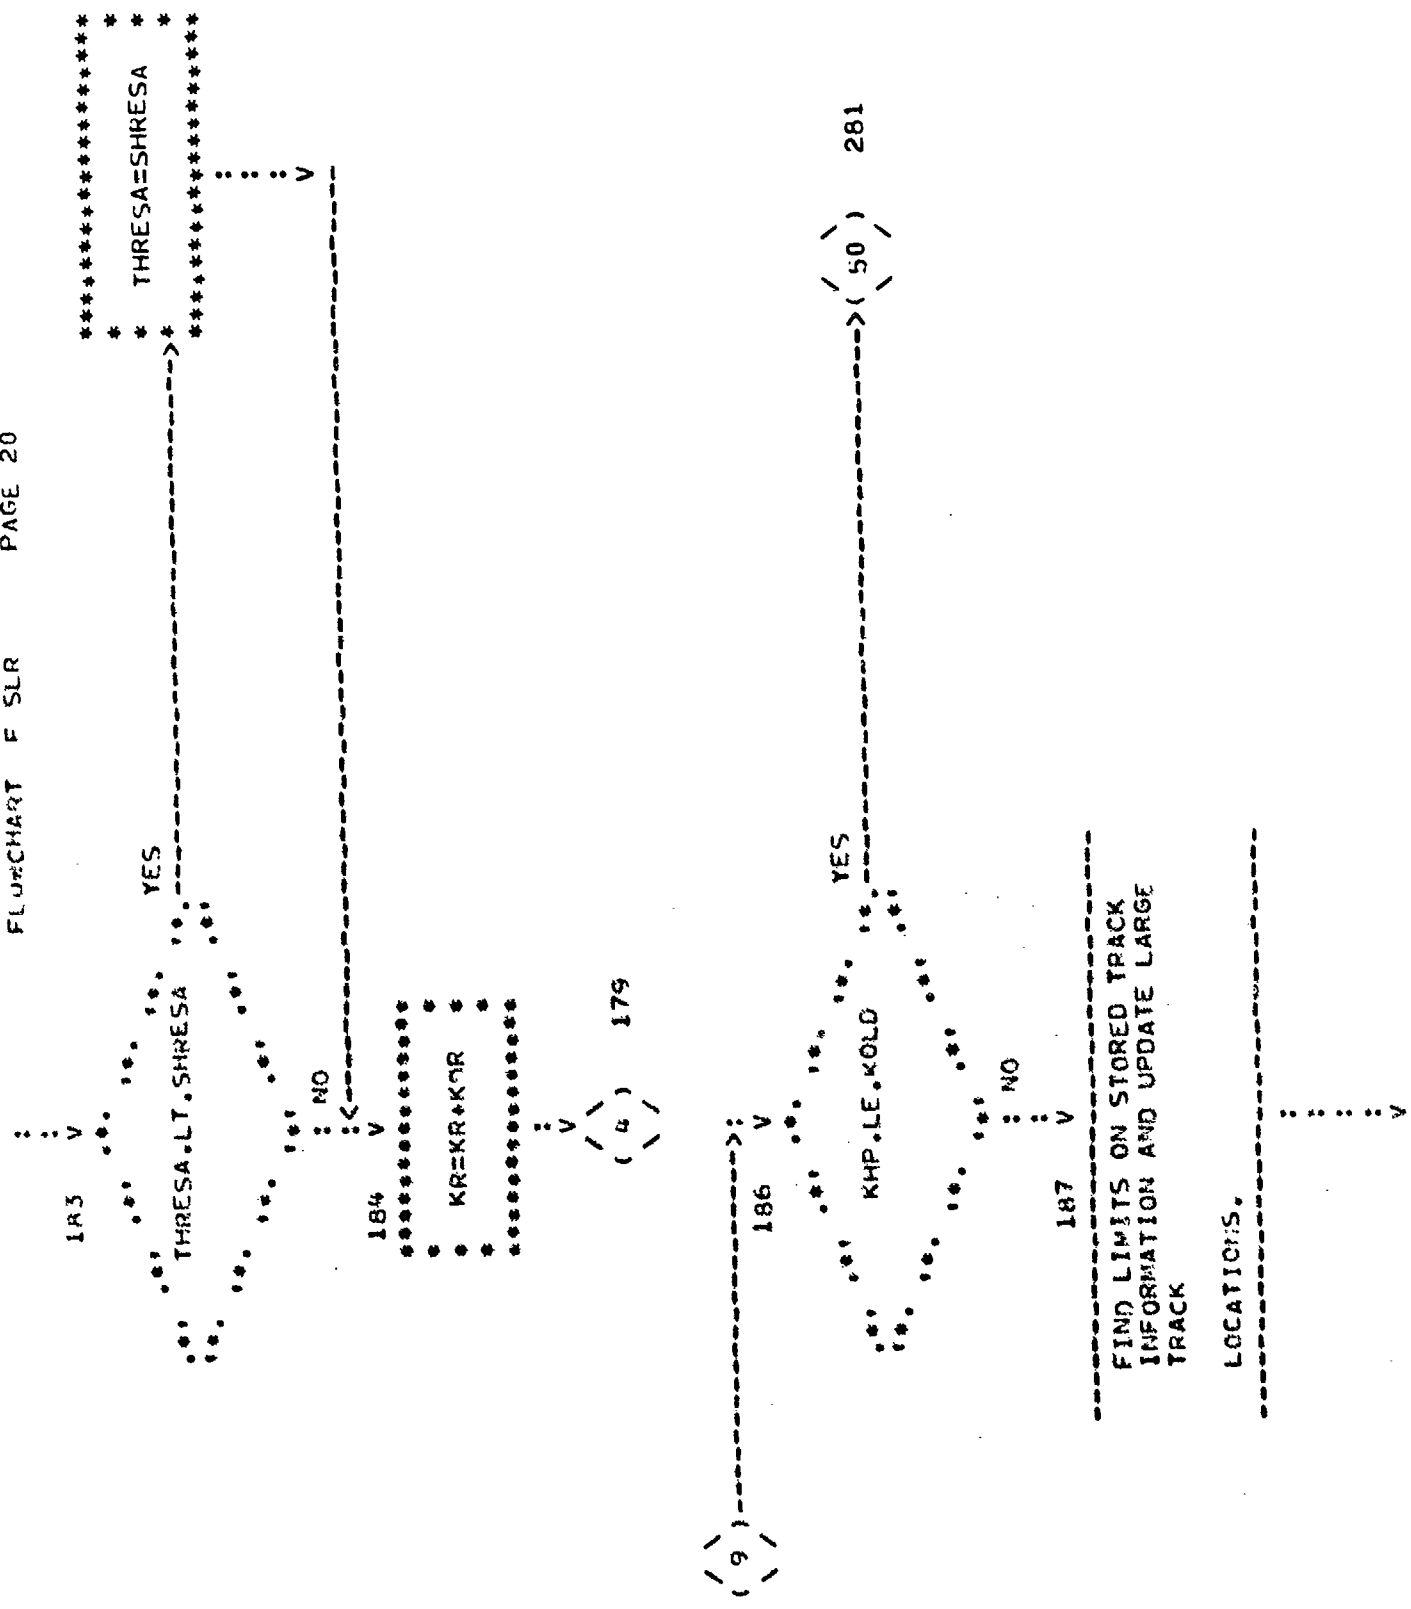 FLOWCHART F SLR PAGE 20
183
THRESA.LT.SHRESA
YES
THRESA=SHRESA
NO
184
KR=KR+KDR
( 4 ) 179
( 9 )
186
KHP.LE.KOLD
YES
( 50 ) 281
NO
187
FIND LIMITS ON STORED TRACK
INFORMATION AND UPDATE LARGE
TRACK
LOCATIONS.